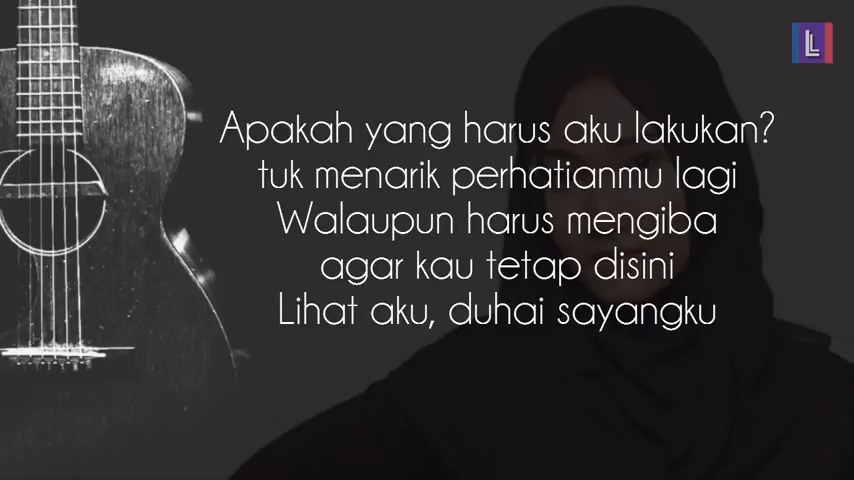 Apakah yang harus aku lakukan?
tuk menarik perhatianmu lagi
Walaupun harus mengiba
agar kau tetap disini
Lihat aku, duhai sayangku
LL